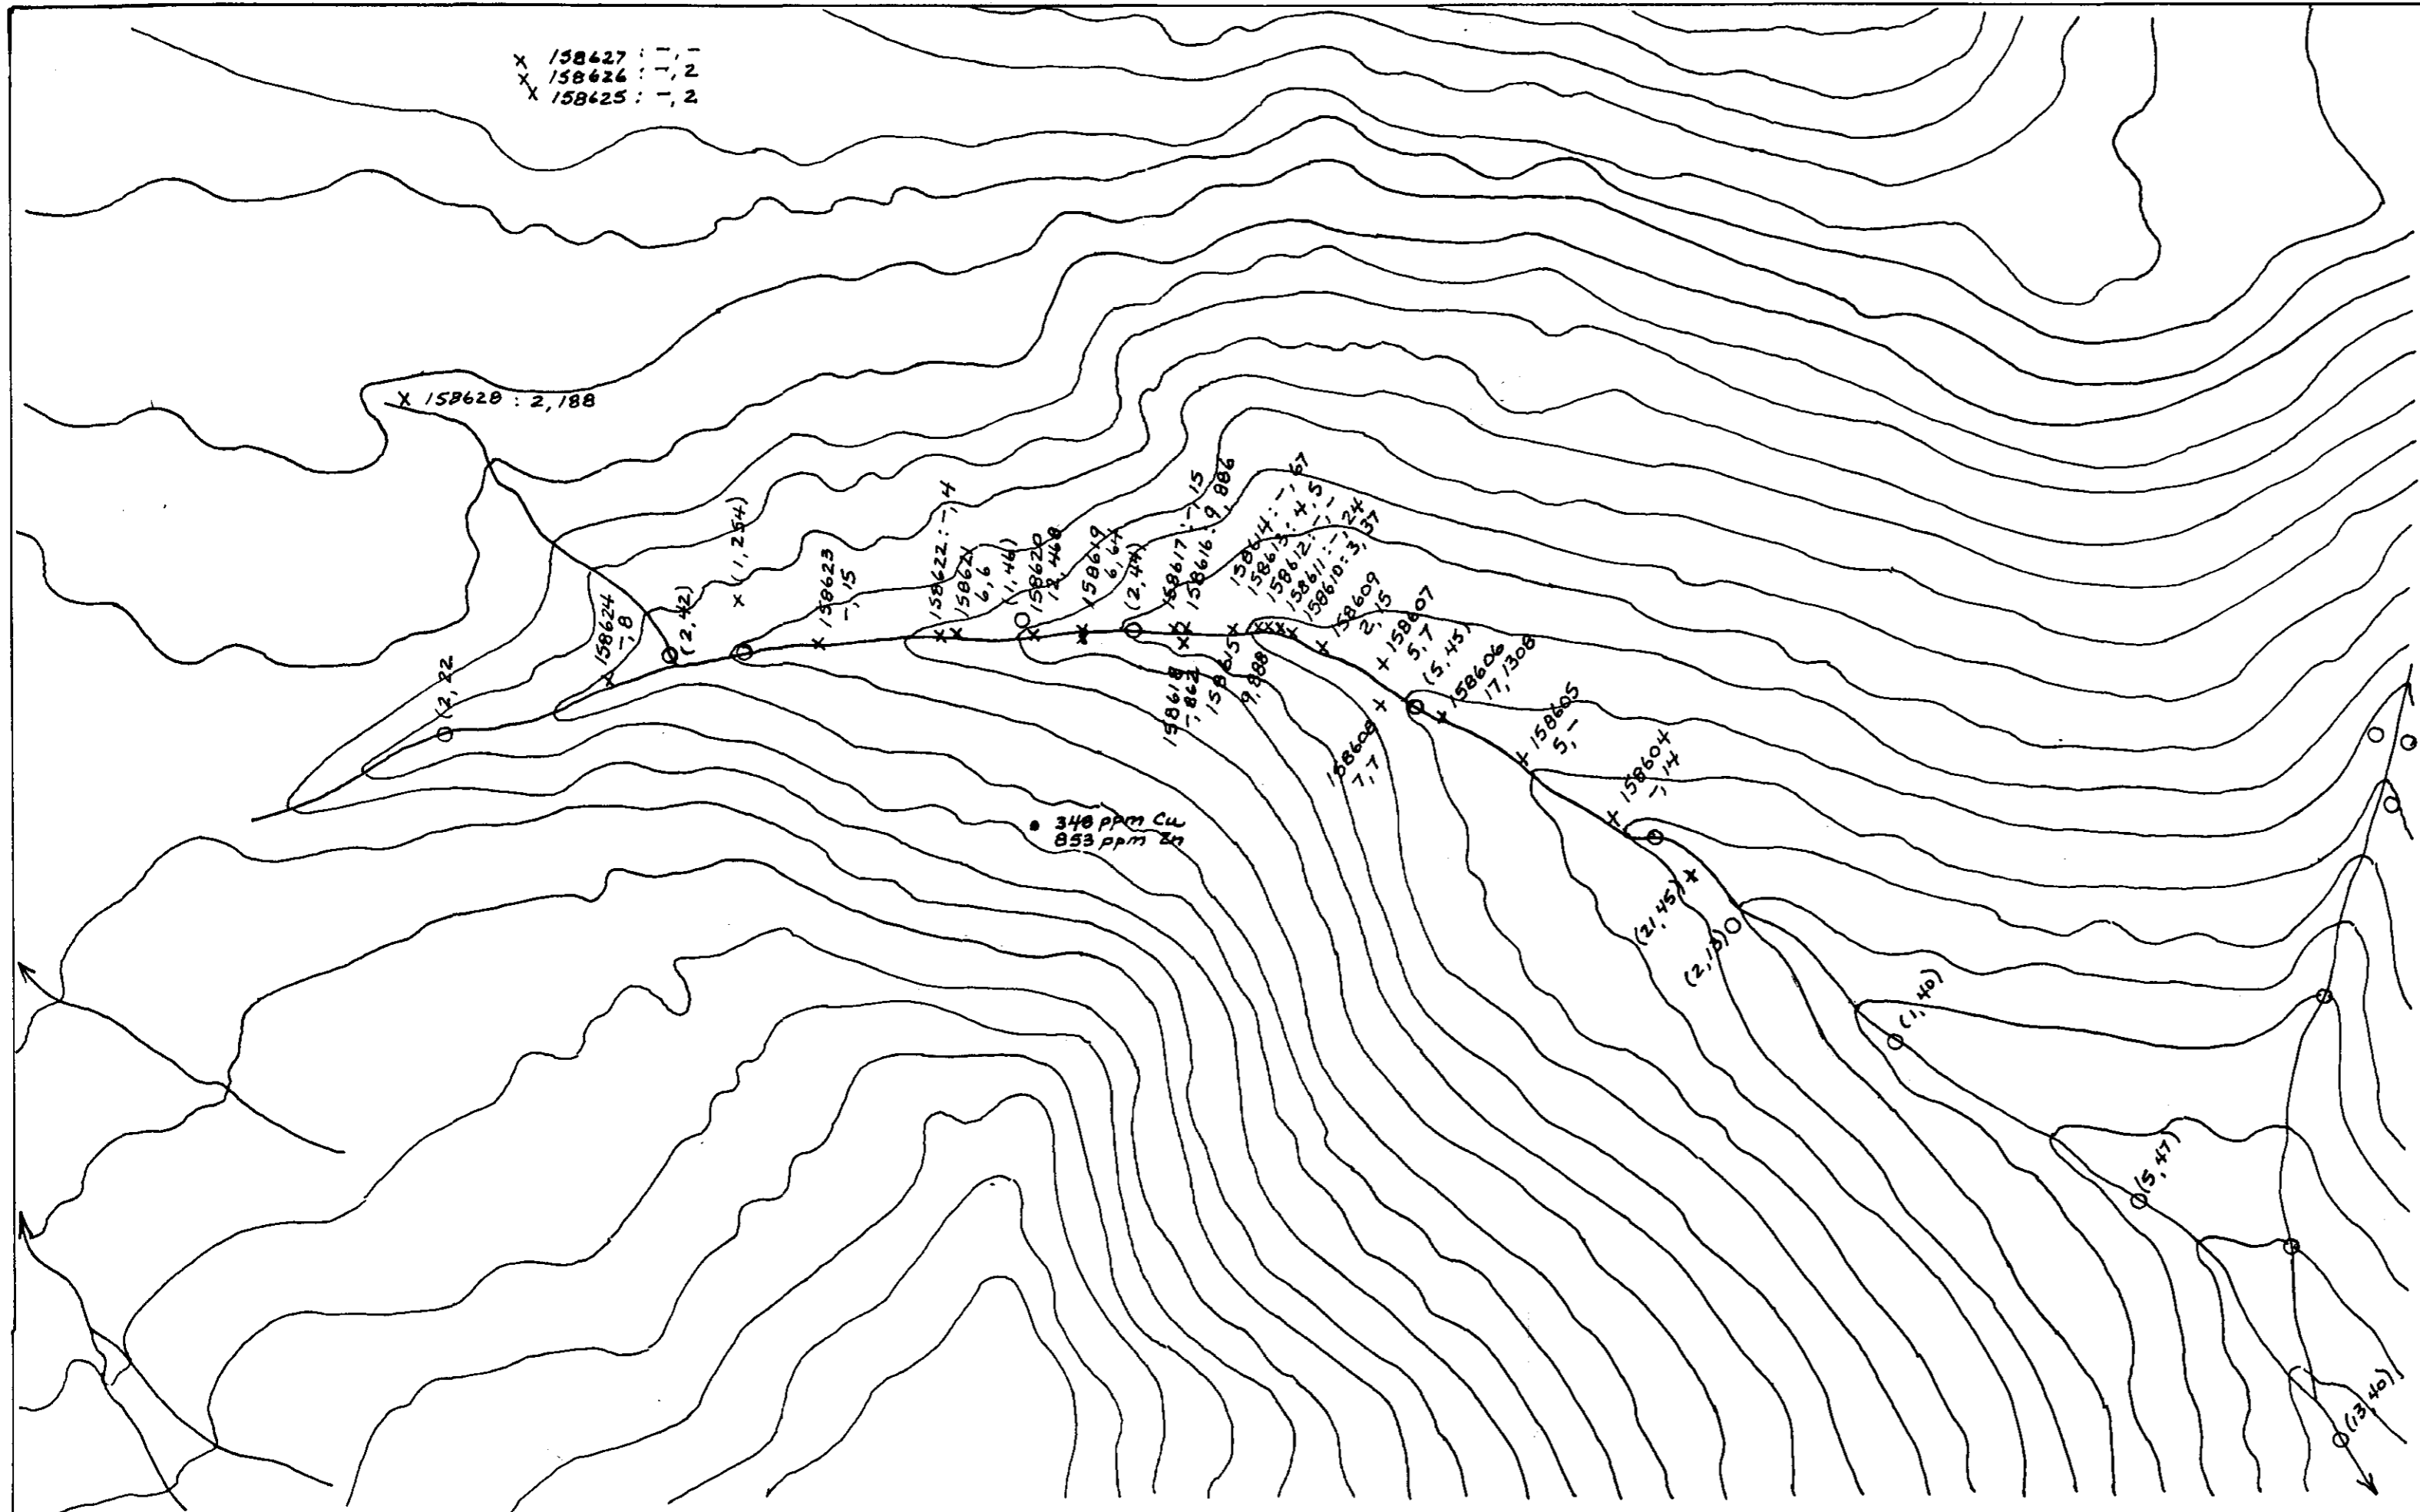 158627 : -, -
158626 : -, 2
158625 : -, 2
158628 : 2, 188
158624
-, 8
(2, 22
(2, 42)
(1, 254)
158623
-, 15
158622 : -, 4
158621
6, 6
(1, 46)
158620
12, 468
158619
6, 64
(2, 44)
158617 : -, 15
158616 : 9, 886
158618
-, 862
158615
9, 888
158614 : -, 67
158613 : 4, 5
158612 : -, -
158611 : -, 24
158610 : 3, 37
158609
2, 15
158607
5, 7
158608
7, 7
(5, 45)
158606
17, 1308
158605
5, -
158604
-, 14
348 ppm Cu
853 ppm Zn
(21, 45)
(2, 18)
(1, 40)
(5, 47)
(13, 40)